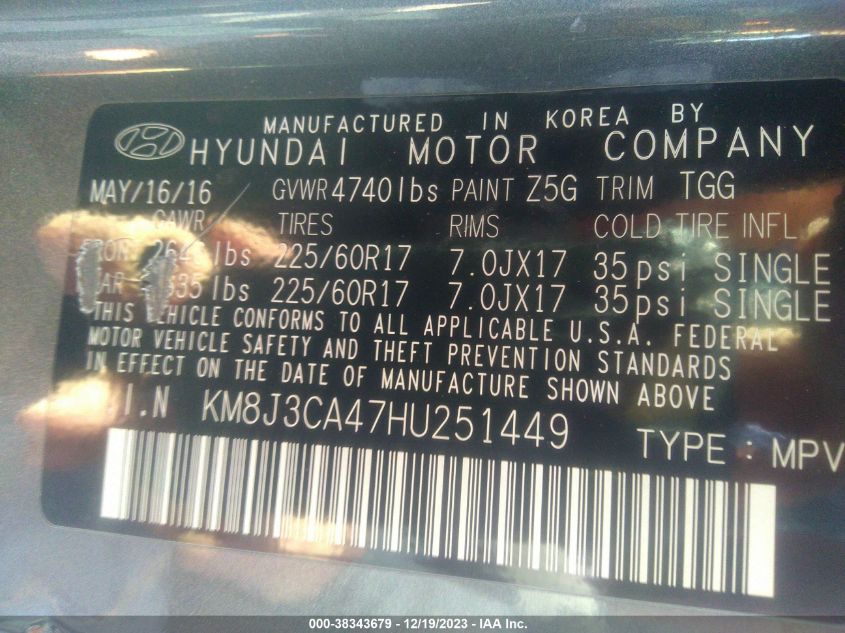 MANUFACTURED IN KOREA BY
HYUNDAI MOTOR COMPANY
MAY/16/16 GVWR 4740lbs PAINT Z5G TRIM TGG
GAWR TIRES RIMS COLD TIRE INFL
lbs 225/60R17 7.0JX17 35psi SINGLE
lbs 225/60R17 7.0JX17 35psi SINGLE
THIS VEHICLE CONFORMS TO ALL APPLICABLE U.S.A. FEDERAL
MOTOR VEHICLE SAFETY AND THEFT PREVENTION STANDARDS
IN EFFECT ON THE DATE OF MANUFACTURE SHOWN ABOVE
I.N KM8J3CA47HU251449 TYPE : MPV
000-38343679 - 12/19/2023 - IAA Inc.